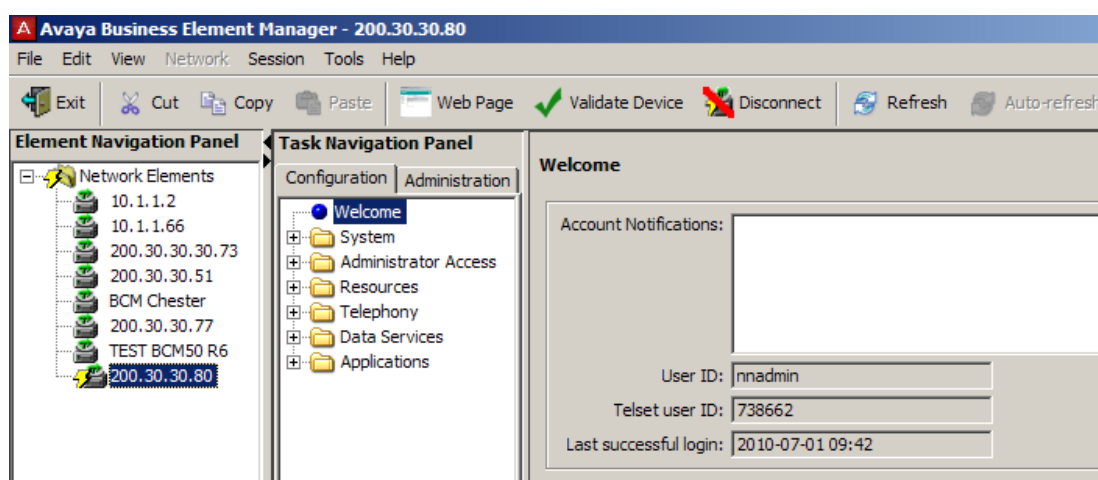 A Avaya Business Element Manager - 200.30.30.80
File Edit View Network Session Tools Help
Exit Cut Copy Paste Web Page Validate Device Disconnect Refresh Auto-refresh
Element Navigation Panel
Network Elements
10.1.1.2
10.1.1.66
200.30.30.30.73
200.30.30.51
BCM Chester
200.30.30.77
TEST BCM50 R6
200.30.30.80
Task Navigation Panel
Configuration Administration
Welcome
System
Administrator Access
Resources
Telephony
Data Services
Applications
Welcome
Account Notifications:
User ID: nnadmin
Telset user ID: 738662
Last successful login: 2010-07-01 09:42